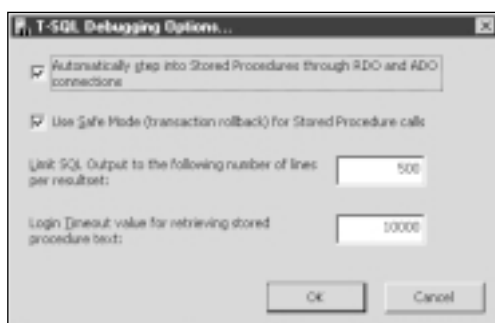 T-SQL Debugging Options...
Automatically step into Stored Procedures through RDO and ADO
connections
Use Safe Mode (transaction rollback) for Stored Procedure calls
Limit SQL Output to the following number of lines
per resultset:
500
Login Timeout value for retrieving stored
procedure text:
10000
OK
Cancel